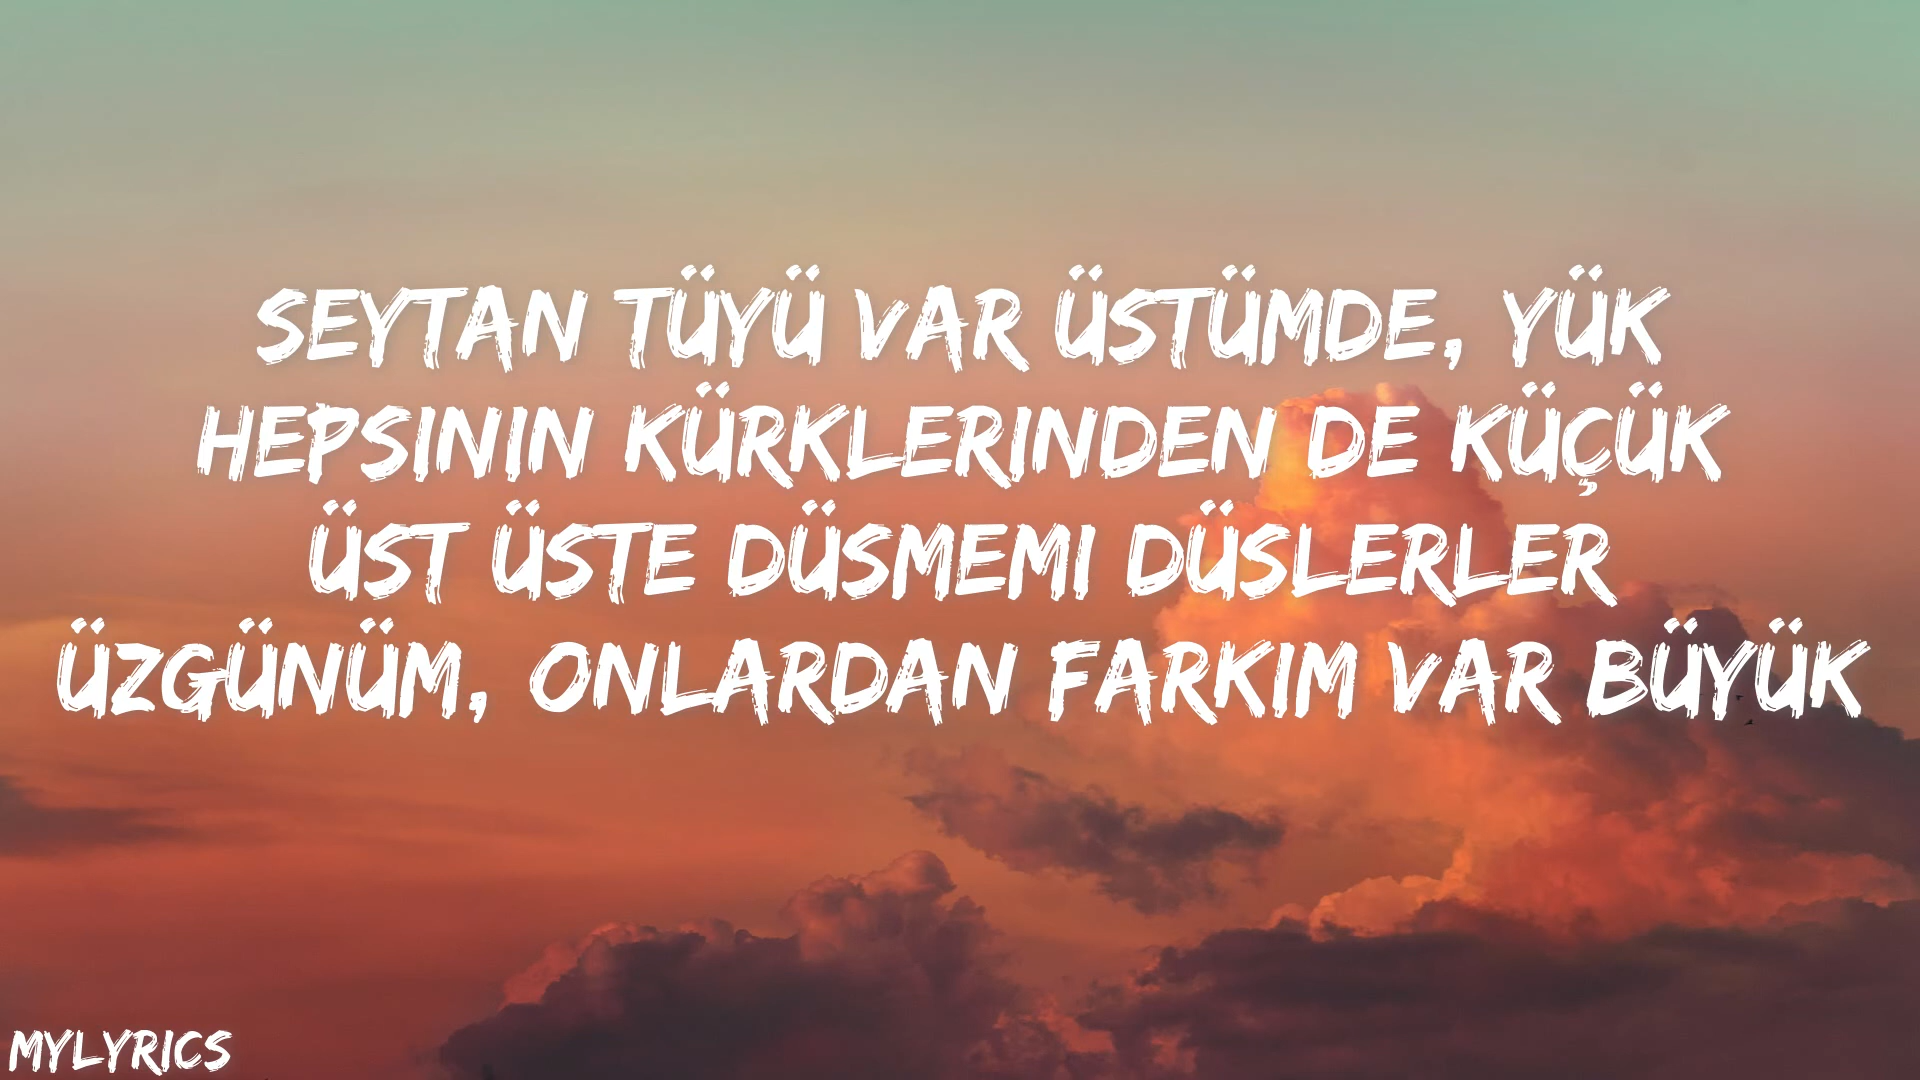 SEYTAN TÜYÜ VAR ÜSTÜMDE, YÜK
HEPSININ KÜRKLERINDEN DE KÜÇÜK
ÜST ÜSTE DÜSMEMI DÜSLERLER
ÜZGÜNÜM, ONLARDAN FARKIM VAR BÜYÜK
MYLYRICS